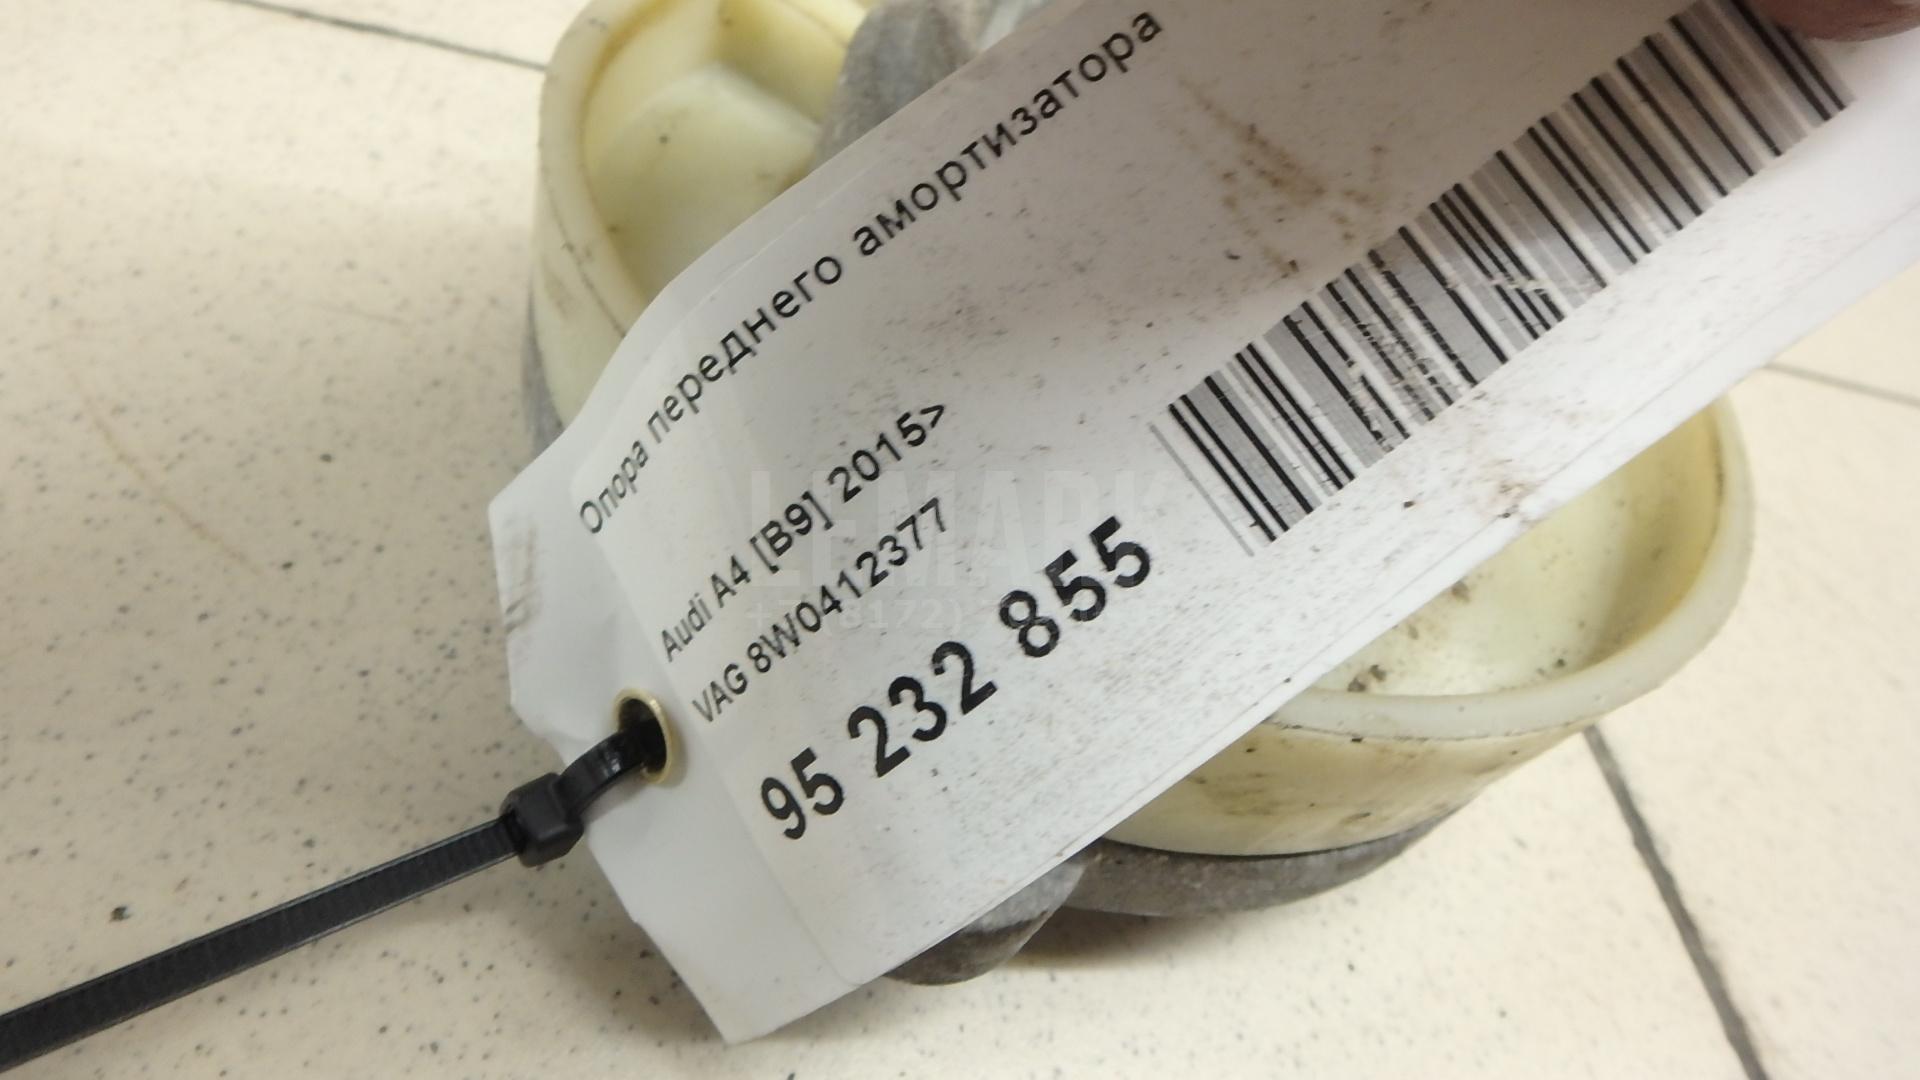 Опора переднего амортизатора
Audi A4 [B9] 2015>
VAG 8W0412377
95 232 855